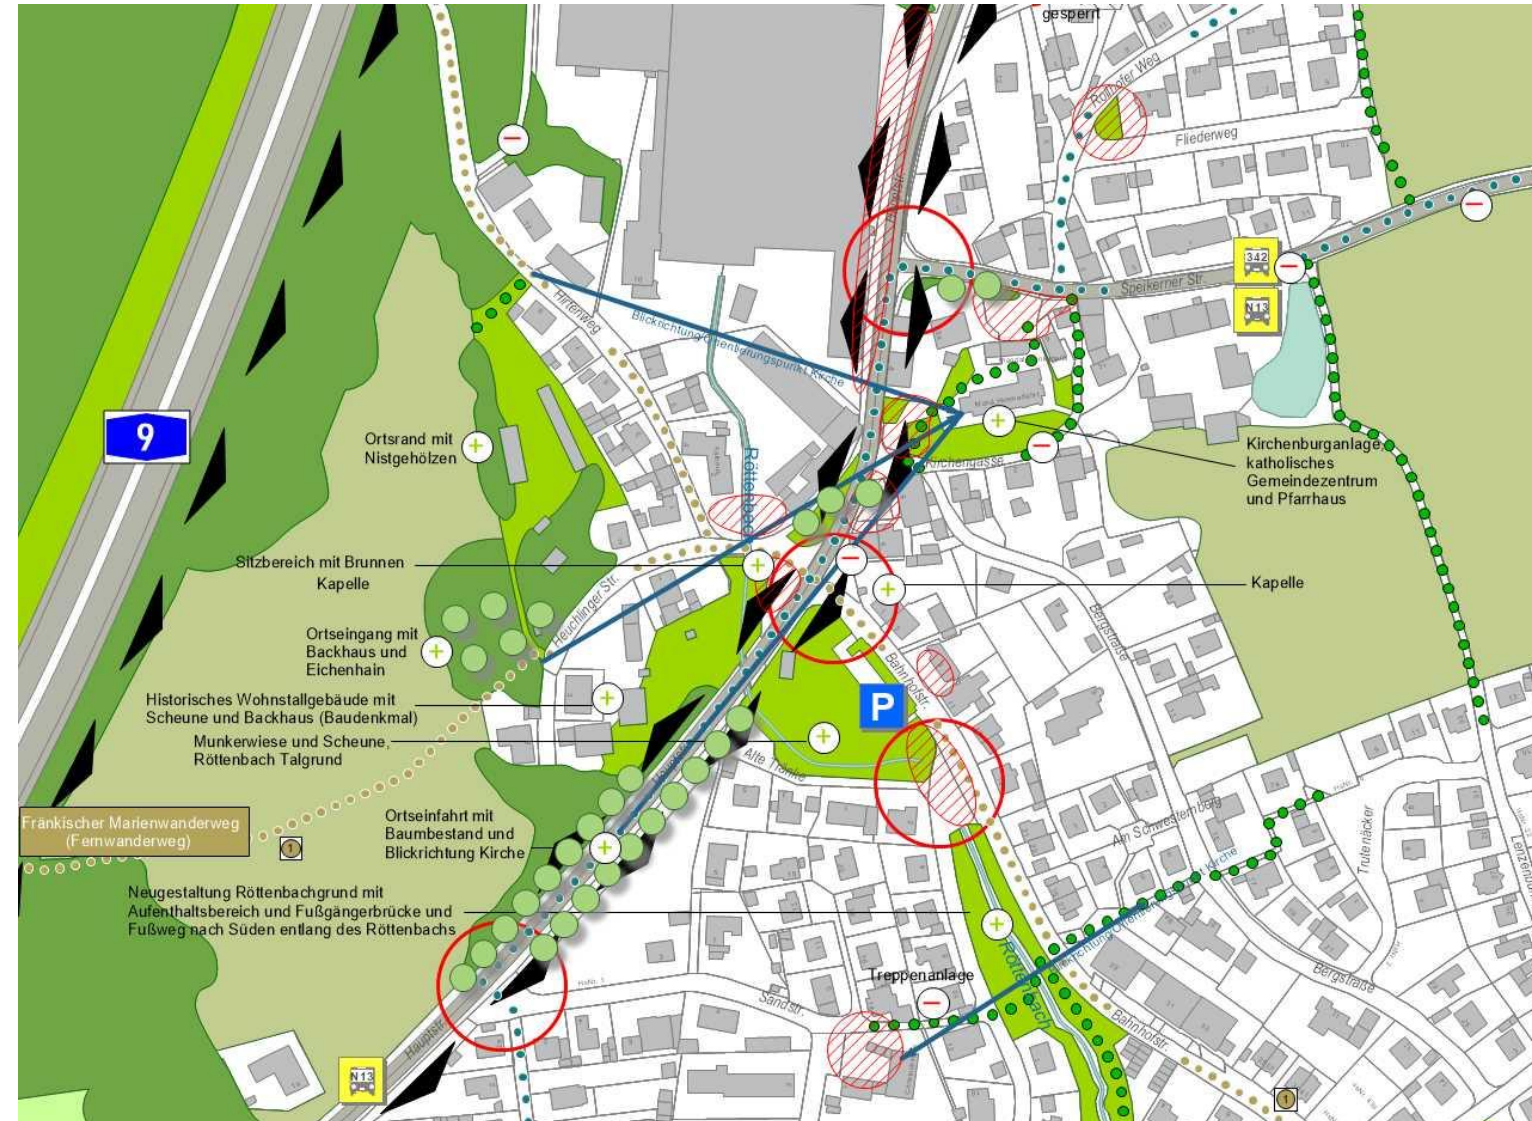 gesperrt
Röthofer Weg
Fliederweg
342
N13
Speikerner Str.
Hirtenweg
Blickrichtung/Orientierungspunkt Kirche
9
Ortsrand mit
Nistgehölzen
Röttenbach
Kirchengasse
Kirchenburganlage,
katholisches
Gemeindezentrum
und Pfarrhaus
Sitzbereich mit Brunnen
Kapelle
Kapelle
Heuchlinger Str.
Bergstraße
Ortseingang mit
Backhaus und
Eichenhain
Bahnhofstr.
Historisches Wohnstallgebäude mit
Scheune und Backhaus (Baudenkmal)
P
Munkerwiese und Scheune,
Röttenbach Talgrund
Alte Tränke
Fränkischer Marienwanderweg
(Fernwanderweg)
1
Ortseinfahrt mit
Baumbestand und
Blickrichtung Kirche
Am Schwesternberg
Trutenäcker
Neugestaltung Röttenbachgrund mit
Aufenthaltsbereich und Fußgängerbrücke und
Fußweg nach Süden entlang des Röttenbachs
Röttenbach
Treppenanlage
Sandstr.
Bergstraße
Hauptstr.
Bahnhofstr.
N13
1